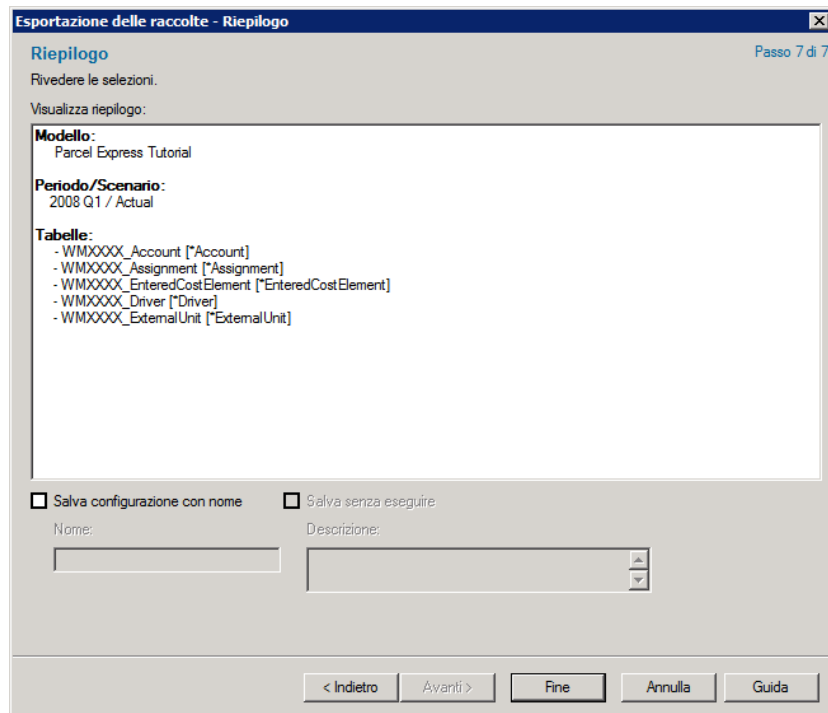 Esportazione delle raccolte - Riepilogo
Riepilogo
Passo 7 di 7
Rivedere le selezioni.
Visualizza riepilogo:
Modello:
Parcel Express Tutorial
Periodo/Scenario:
2008 Q1 / Actual
Tabelle:
- WMXXXX_Account [*Account]
- WMXXXX_Assignment [*Assignment]
- WMXXXX_EnteredCostElement [*EnteredCostElement]
- WMXXXX_Driver [*Driver]
- WMXXXX_ExternalUnit [*ExternalUnit]
Salva configurazione con nome
Salva senza eseguire
Nome:
Descrizione:
< Indietro
Avanti >
Fine
Annulla
Guida